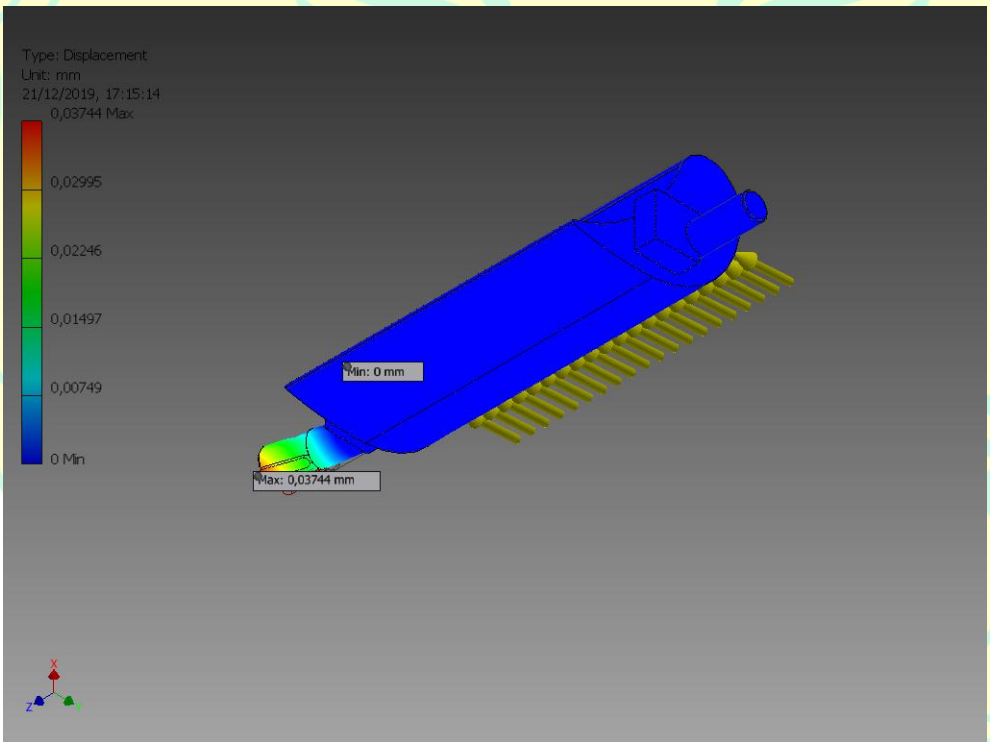 Type: Displacement
Unit: mm
21/12/2019, 17:15:14
0,03744 Max
0,02995
0,02246
0,01497
0,00749
0 Min
Min: 0 mm
Max: 0,03744 mm
X
Z
Y